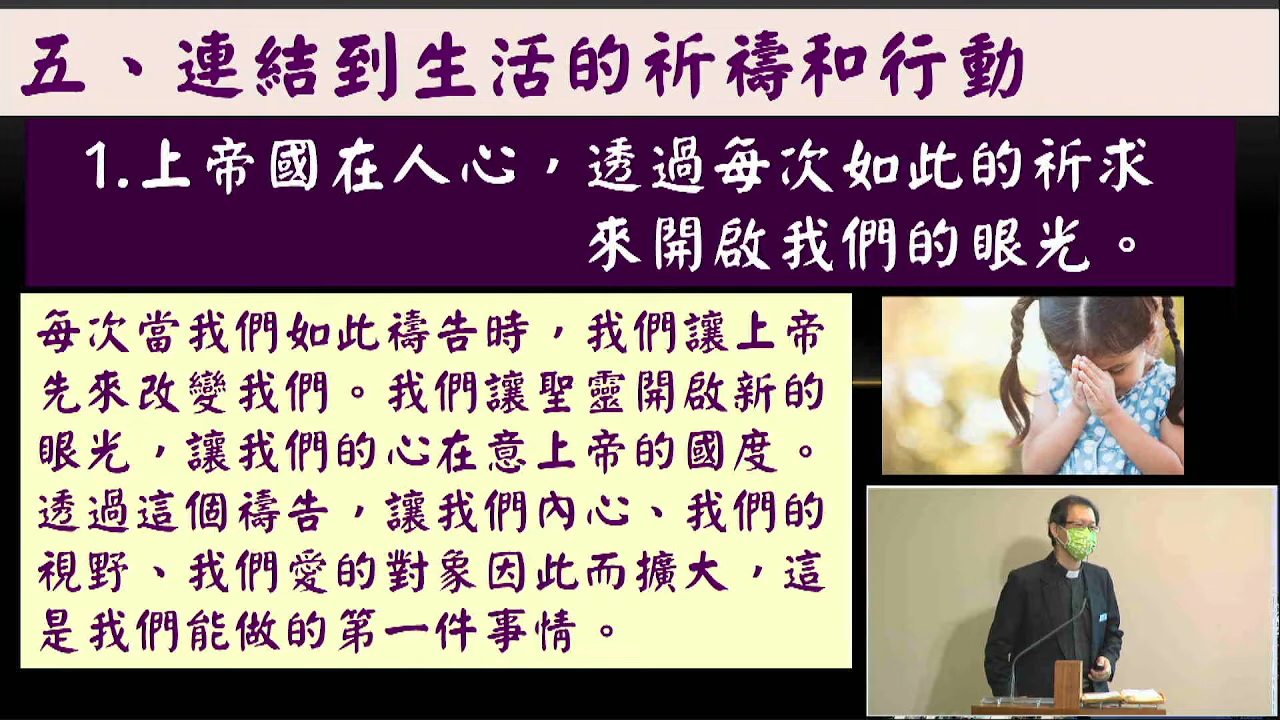 五、連結到生活的祈禱和行動
1.上帝國在人心，透過每次如此的祈求
來開啟我們的眼光。
每次當我們如此禱告時，我們讓上帝
先來改變我們。我們讓聖靈開啟新的
眼光，讓我們的心在意上帝的國度。
透過這個禱告，讓我們內心、我們的
視野、我們愛的對象因此而擴大，這
是我們能做的第一件事情。